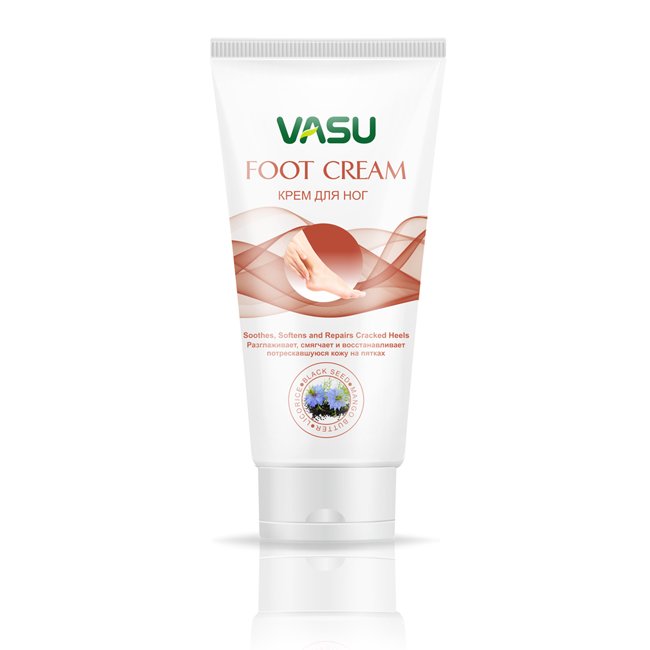 VASU
FOOT CREAM
КРЕМ ДЛЯ НОГ
Soothes, Softens and Repairs Cracked Heels
Разглаживает, смягчает и восстанавливает
потрескавшуюся кожу на пятках
LICORICE • BLACK SEED • MANGO BUTTER •